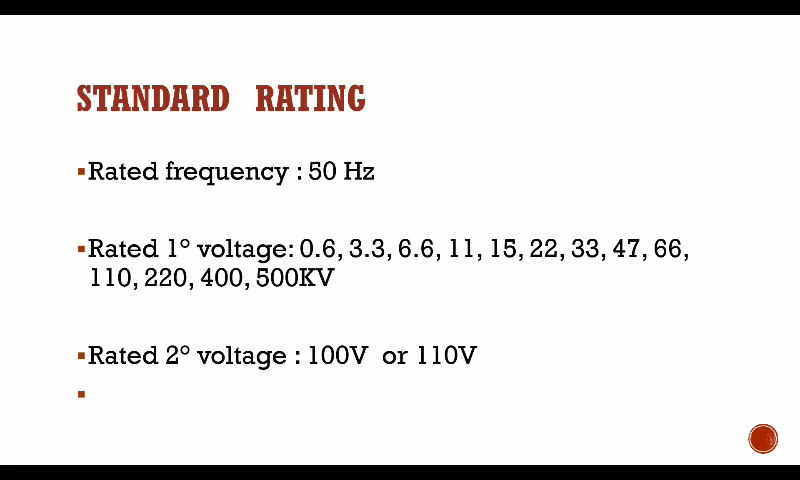 STANDARD RATING
▪Rated frequency : 50 Hz
▪Rated 1° voltage: 0.6, 3.3, 6.6, 11, 15, 22, 33, 47, 66,
110, 220, 400, 500KV
▪Rated 2° voltage : 100V or 110V
▪